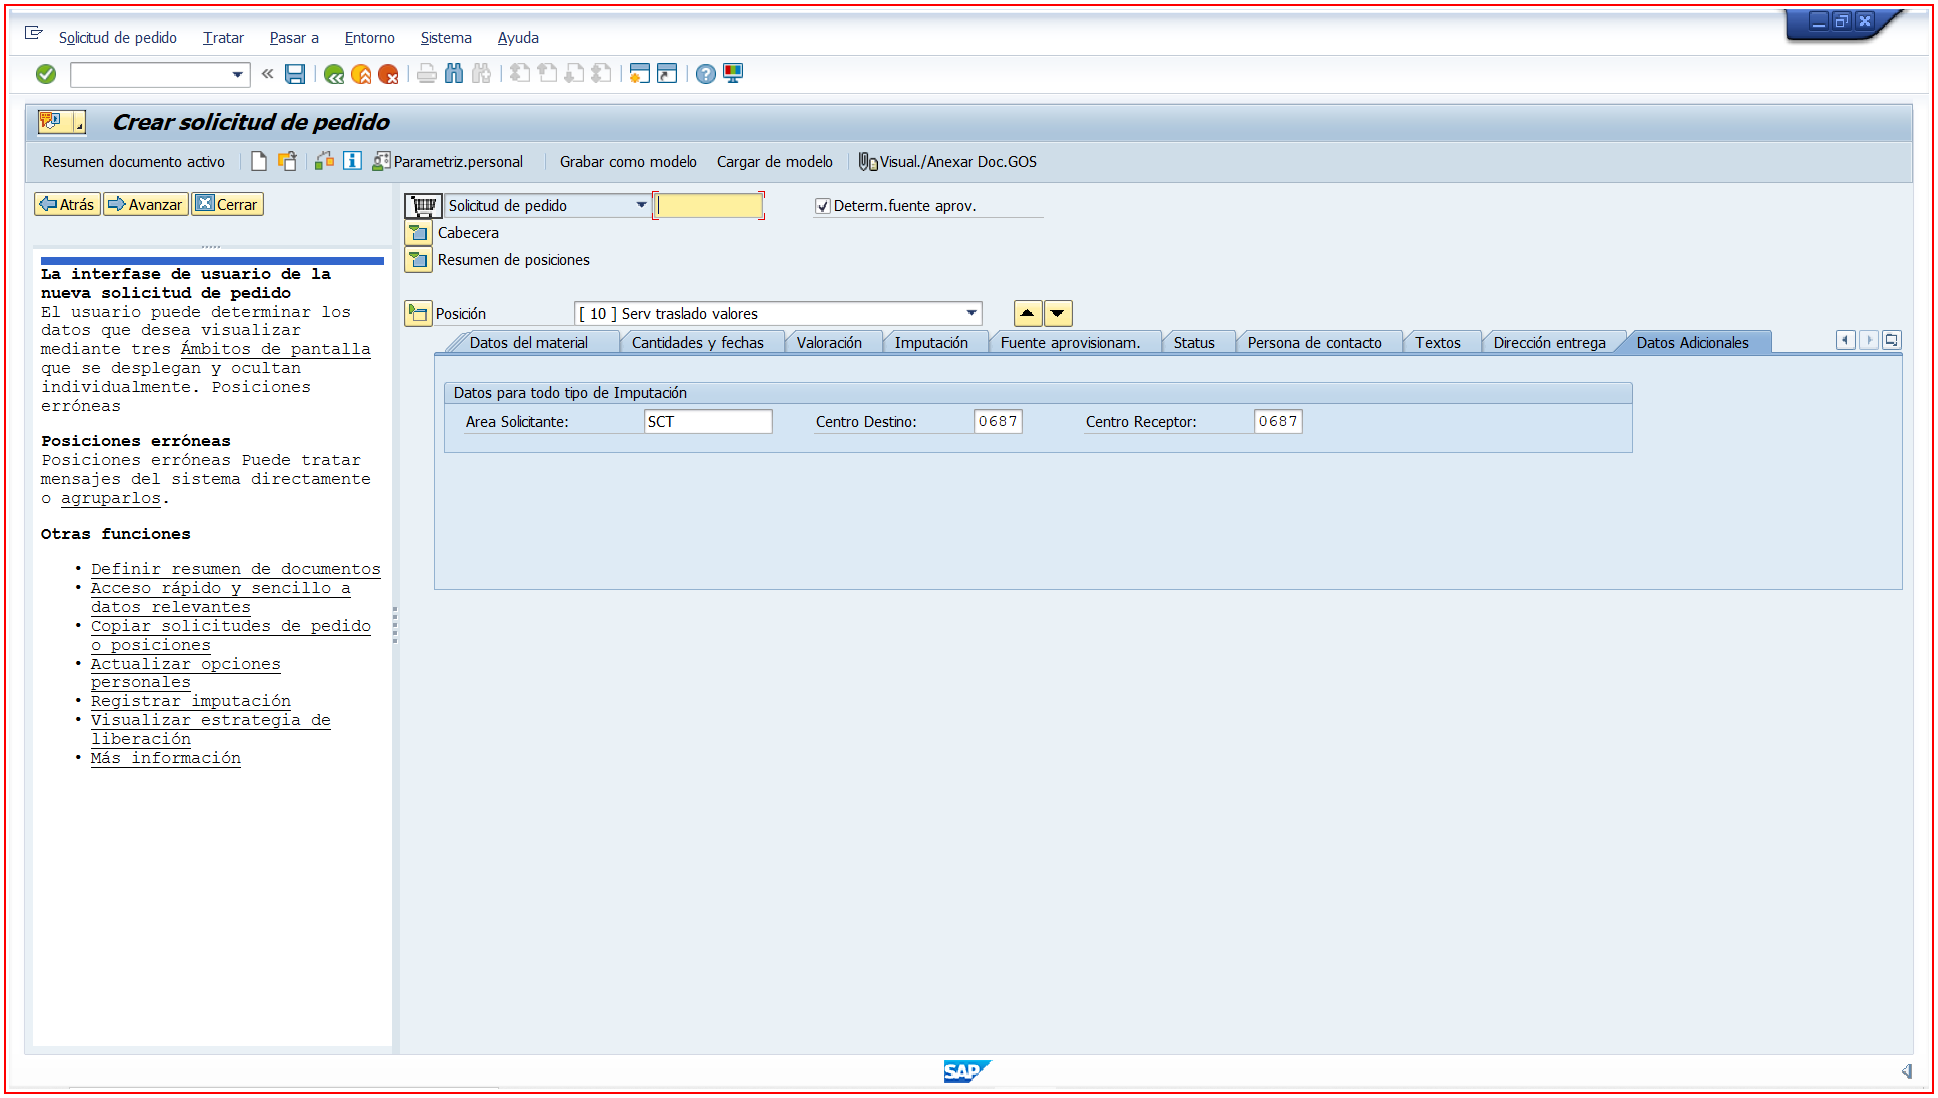 Solicitud de pedido Tratar Pasar a Entorno Sistema Ayuda
Crear solicitud de pedido
Resumen documento activo Parametriz.personal Grabar como modelo Cargar de modelo Visual./Anexar Doc.GOS
Atrás Avanzar Cerrar
La interfase de usuario de la
nueva solicitud de pedido
El usuario puede determinar los
datos que desea visualizar
mediante tres Ámbitos de pantalla
que se desplegan y ocultan
individualmente. Posiciones
erróneas
Posiciones erróneas
Posiciones erróneas Puede tratar
mensajes del sistema directamente
o agruparlos.
Otras funciones
• Definir resumen de documentos
• Acceso rápido y sencillo a
datos relevantes
• Copiar solicitudes de pedido
o posiciones
• Actualizar opciones
personales
• Registrar imputación
• Visualizar estrategia de
liberación
• Más información
Solicitud de pedido Determ.fuente aprov.
Cabecera
Resumen de posiciones
Posición [ 10 ] Serv traslado valores
Datos del material Cantidades y fechas Valoración Imputación Fuente aprovisionam. Status Persona de contacto Textos Dirección entrega Datos Adicionales
Datos para todo tipo de Imputación
Area Solicitante: SCT Centro Destino: 0687 Centro Receptor: 0687
SAP